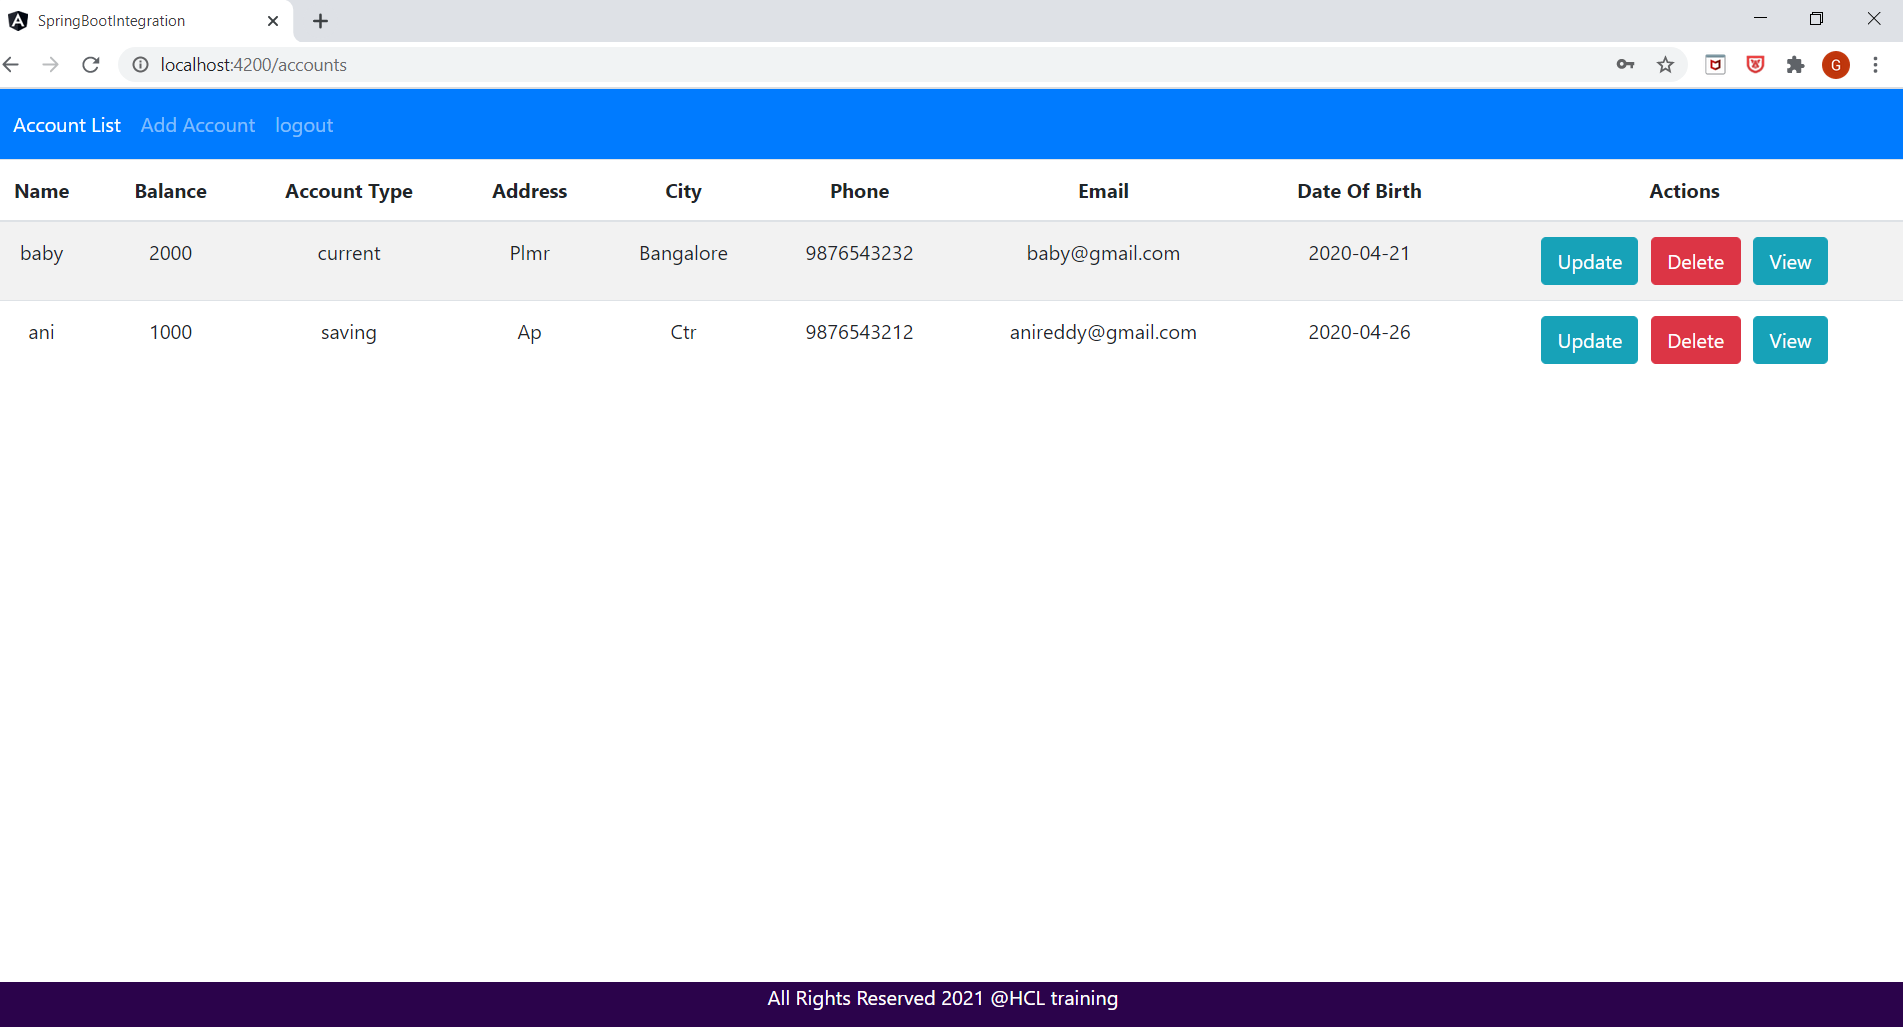 SpringBootIntegration
localhost:4200/accounts
G
Account List Add Account logout
Name Balance Account Type Address City Phone Email Date Of Birth Actions
baby 2000 current Plmr Bangalore 9876543232 baby@gmail.com 2020-04-21 Update Delete View
ani 1000 saving Ap Ctr 9876543212 anireddy@gmail.com 2020-04-26 Update Delete View
All Rights Reserved 2021 @HCL training